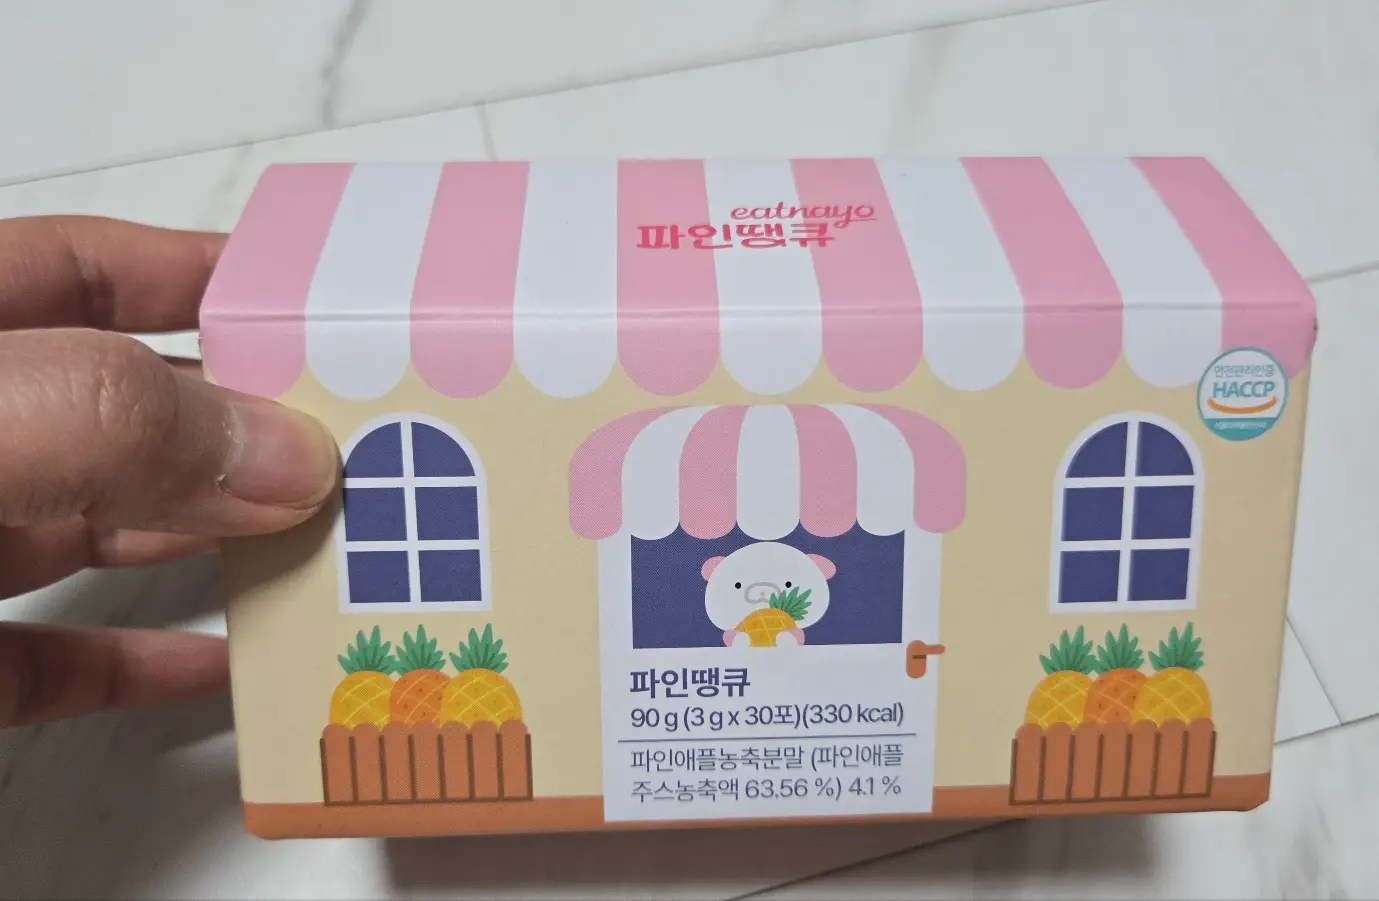 eatnayo
파인땡큐
안전관리인증
HACCP
파인땡큐
90 g (3 g x 30포)(330 kcal)
파인애플농축분말 (파인애플
주스농축액 63.56 %) 4.1 %